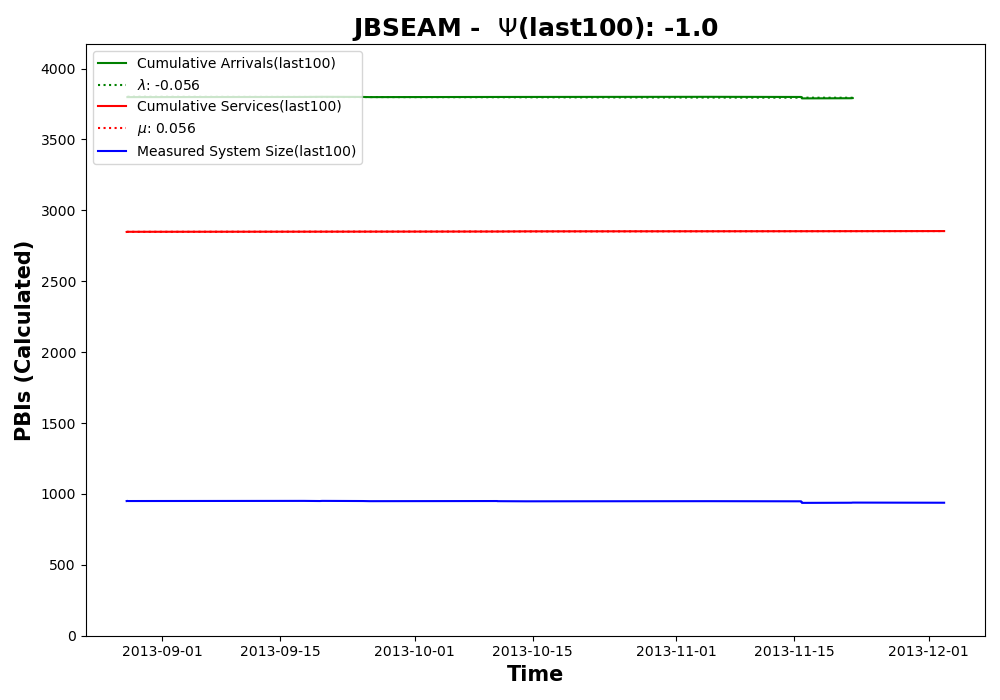 JBSEAM - Ψ(last100): -1.0
Cumulative Arrivals(last100)
λ: -0.056
Cumulative Services(last100)
μ: 0.056
Measured System Size(last100)
PBIs (Calculated)
4000
3500
3000
2500
2000
1500
1000
500
0
2013-09-01 2013-09-15 2013-10-01 2013-10-15 2013-11-01 2013-11-15 2013-12-01
Time